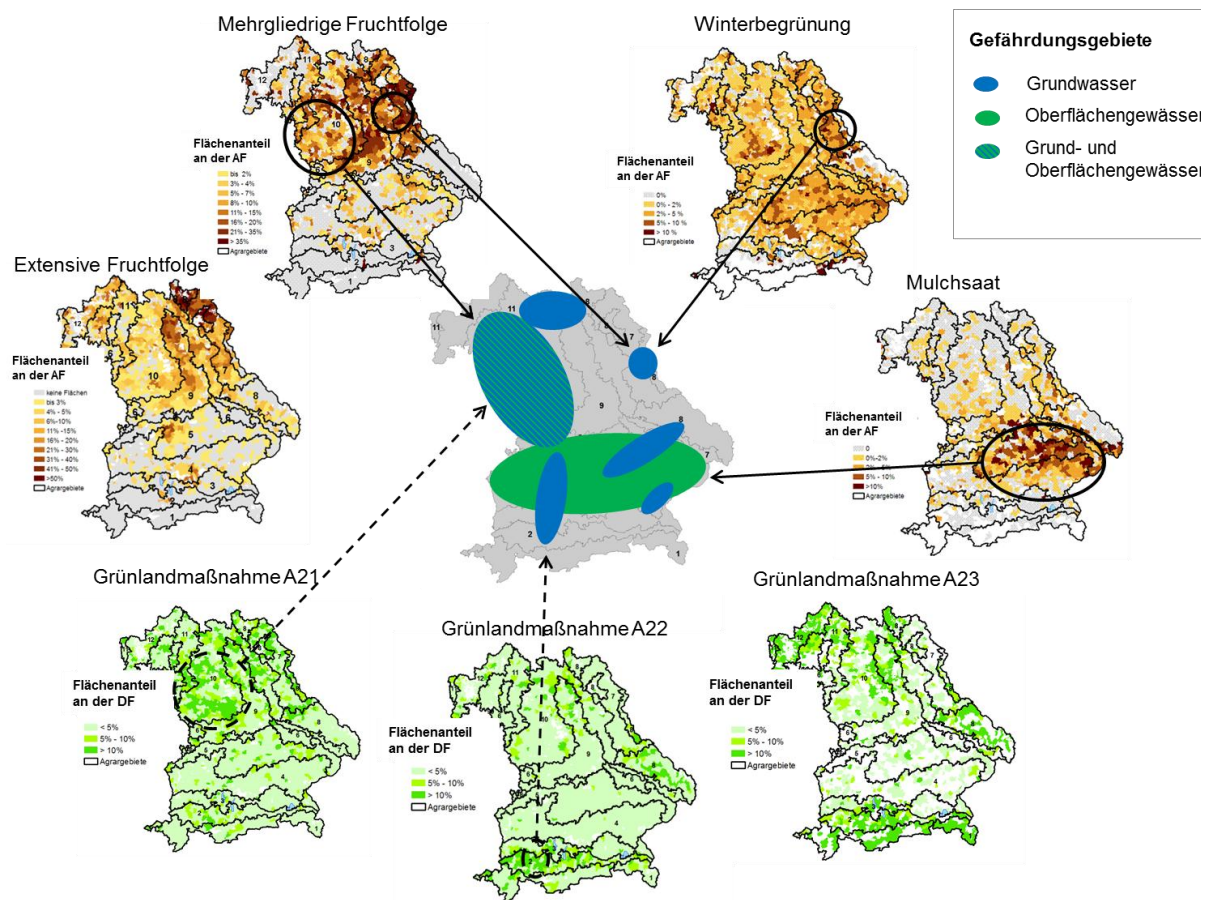 Mehrgliedrige Fruchtfolge
Winterbegrünung
Gefährdungsgebiete
Grundwasser
Oberflächengewässer
Grund- und
Oberflächengewässer
Flächenanteil
an der AF
bis 2%
3% - 4%
5% - 7%
8% - 10%
11% - 15%
16% - 20%
21% - 35%
> 35%
Agrargebiete
Flächenanteil
an der AF
0%
0% - 2%
2% - 5 %
5% - 10 %
> 10 %
Agrargebiete
Extensive Fruchtfolge
Flächenanteil
an der AF
keine Flächen
bis 3%
4% - 5%
6%-10%
11% -15%
16% - 20%
21% - 30%
31% - 40%
41% - 50%
>50%
Agrargebiete
Mulchsaat
Flächenanteil
an der AF
0
0%-2%
5% - 10%
>10%
Agrargebiete
Grünlandmaßnahme A21
Flächenanteil
an der DF
< 5%
5% - 10%
> 10%
Agrargebiete
Grünlandmaßnahme A22
Flächenanteil
an der DF
< 5%
5% - 10%
> 10%
Agrargebiete
Grünlandmaßnahme A23
Flächenanteil
an der DF
< 5%
5% - 10%
> 10%
Agrargebiete